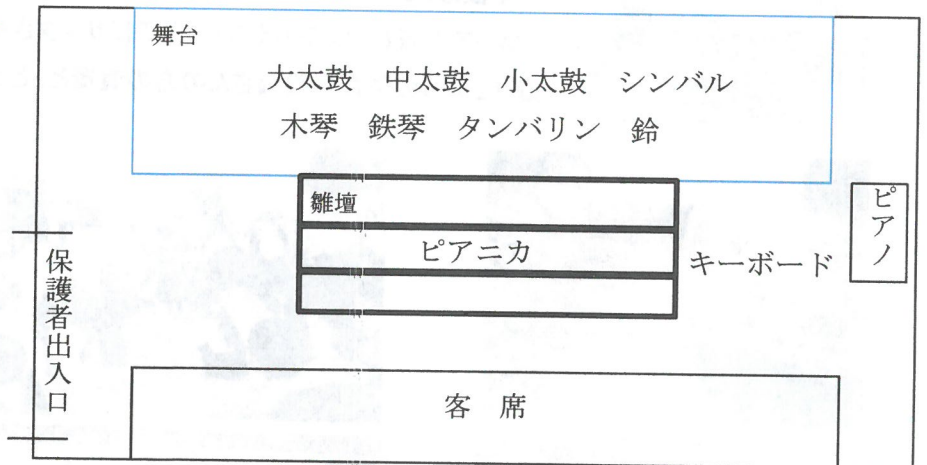 舞台
大太鼓 中太鼓 小太鼓 シンバル
木琴 鉄琴 タンバリン 鈴
雛壇
ピアニカ
キーボード
ピアノ
保護者出入口
客 席